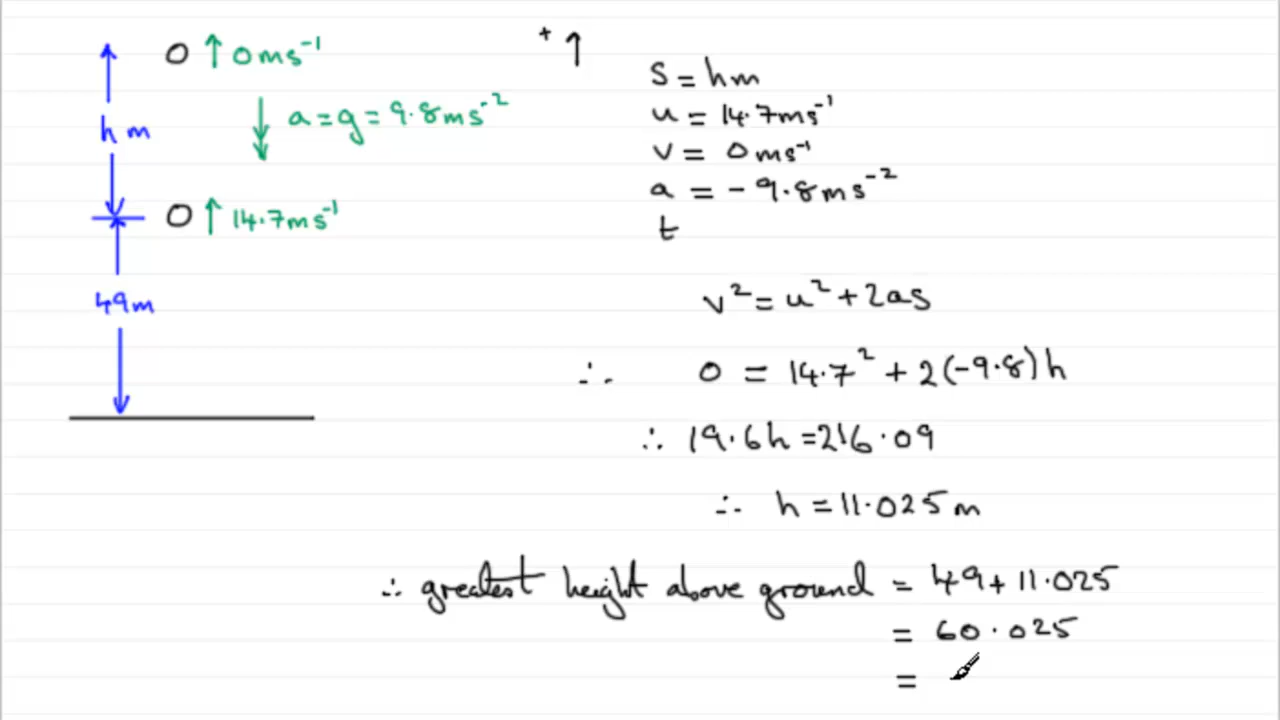 O ↑ 0ms⁻¹
h m
a = g = 9.8ms⁻²
O ↑ 14.7ms⁻¹
49m
+ ↑
s = hm
u = 14.7ms⁻¹
v = 0ms⁻¹
a = -9.8ms⁻²
t
v² = u² + 2as
∴ 0 = 14.7² + 2(-9.8)h
∴ 19.6h = 216.09
∴ h = 11.025m
∴ greatest height above ground = 49 + 11.025
= 60.025
=